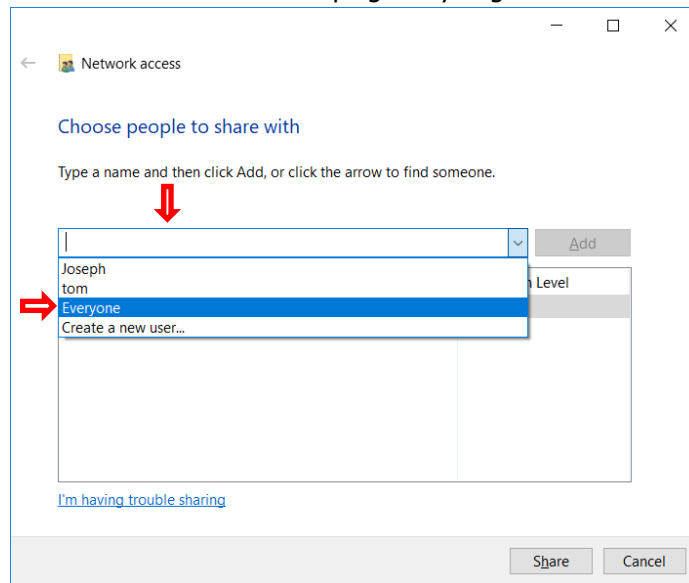 Network access
Choose people to share with
Type a name and then click Add, or click the arrow to find someone.
Add
Joseph
tom
Everyone
Create a new user...
Level
I'm having trouble sharing
Share
Cancel